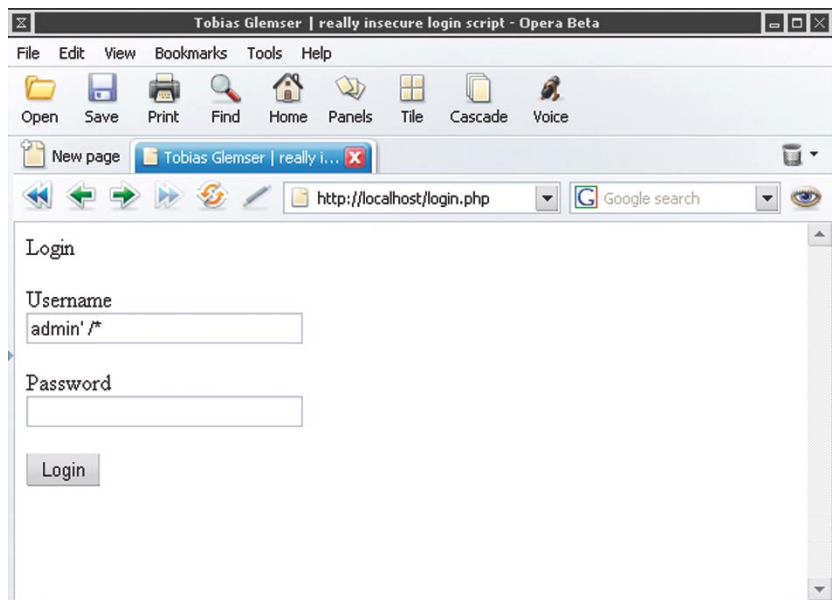 Tobias Glemser | really insecure login script - Opera Beta
File Edit View Bookmarks Tools Help
Open Save Print Find Home Panels Tile Cascade Voice
New page Tobias Glemser | really i...
http://localhost/login.php G Google search
Login
Username
admin' /*
Password
Login